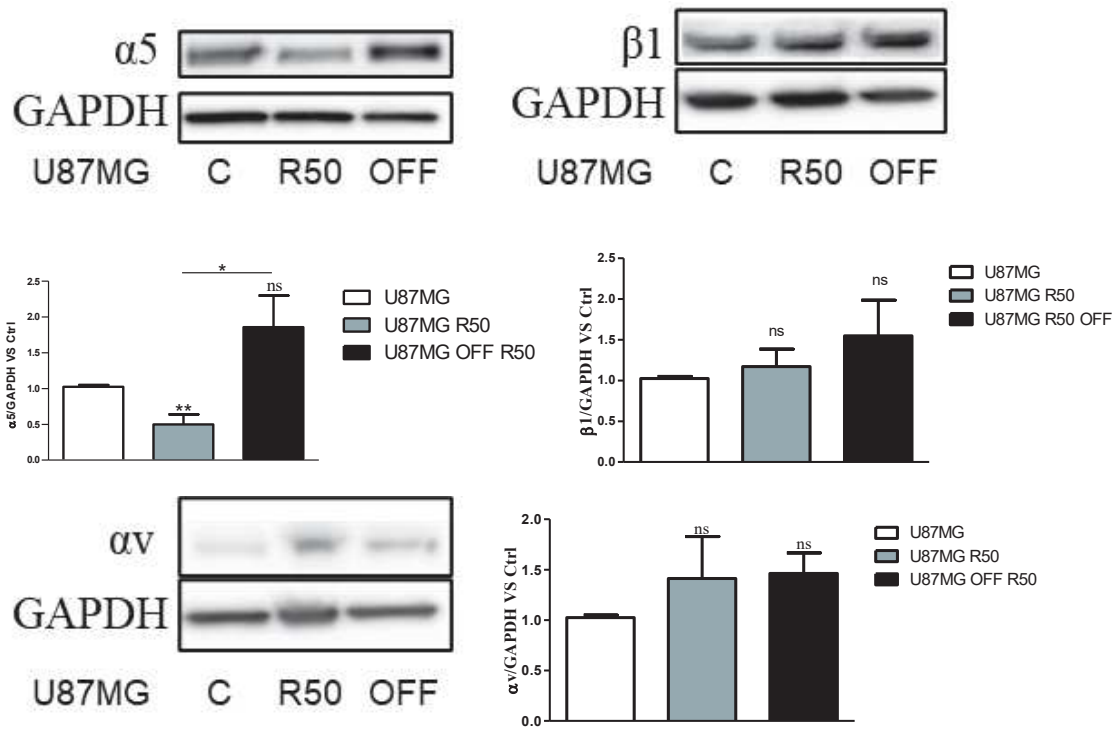 α5
GAPDH
U87MG C R50 OFF
β1
GAPDH
U87MG C R50 OFF
α5/GAPDH VS Ctrl
2.5
2.0
1.5
1.0
0.5
0.0
**
*
ns
U87MG
U87MG R50
U87MG OFF R50
β1/GAPDH VS Ctrl
2.5
2.0
1.5
1.0
0.5
0.0
ns
ns
U87MG
U87MG R50
U87MG R50 OFF
αv
GAPDH
U87MG C R50 OFF
αv/GAPDH VS Ctrl
2.0
1.5
1.0
0.5
0.0
ns
ns
U87MG
U87MG R50
U87MG OFF R50